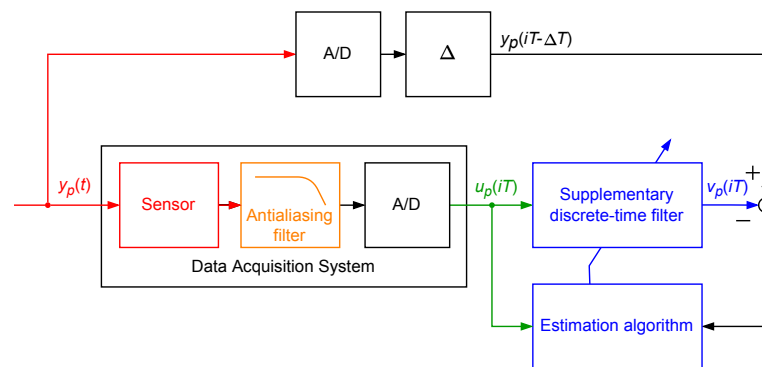 A/D
Δ
y_p(iT-ΔT)
y_p(t)
Sensor
Antialiasing
filter
A/D
Data Acquisition System
u_p(iT)
Supplementary
discrete-time filter
v_p(iT)
+
−
Estimation algorithm